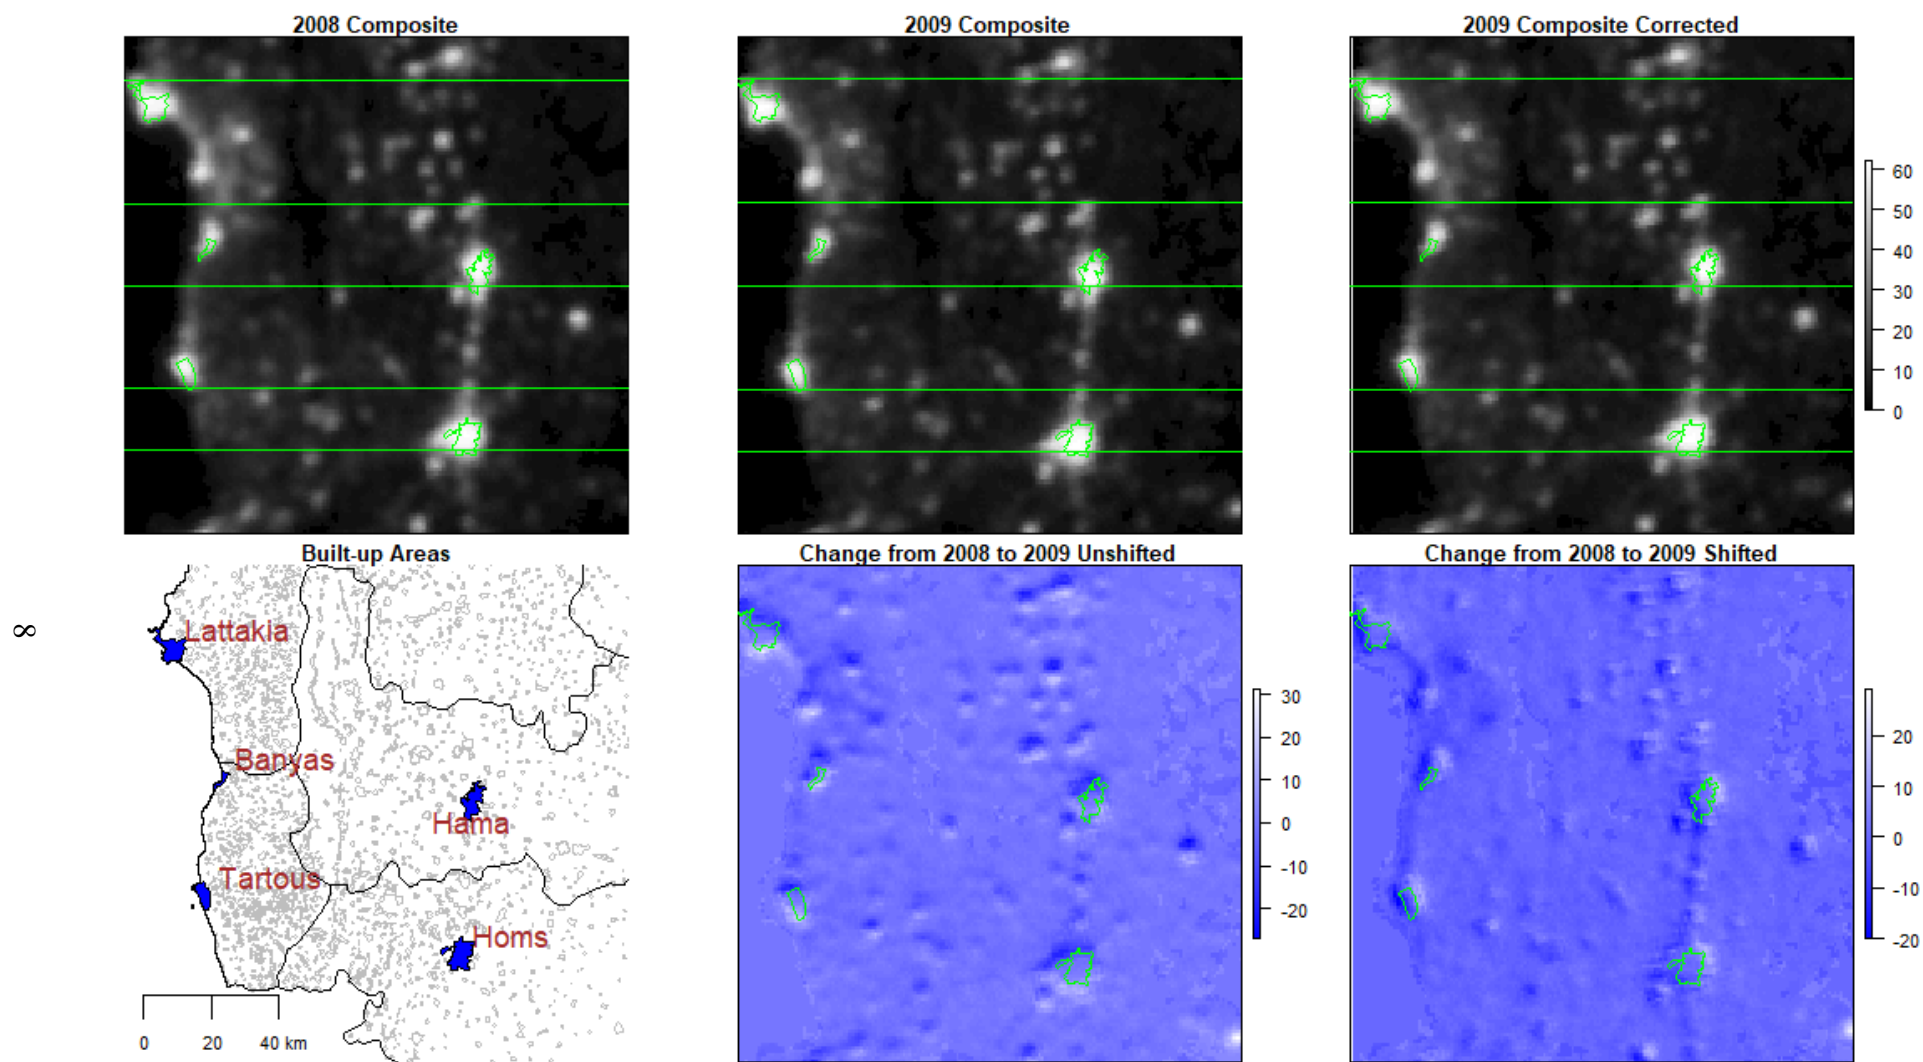 2008 Composite
2009 Composite
2009 Composite Corrected
60
50
40
30
20
10
0
Built-up Areas
Change from 2008 to 2009 Unshifted
Change from 2008 to 2009 Shifted
8
Lattakia
Banyas
Hama
Tartous
Homs
0 20 40 km
30
20
10
0
-10
-20
20
10
0
-10
-20